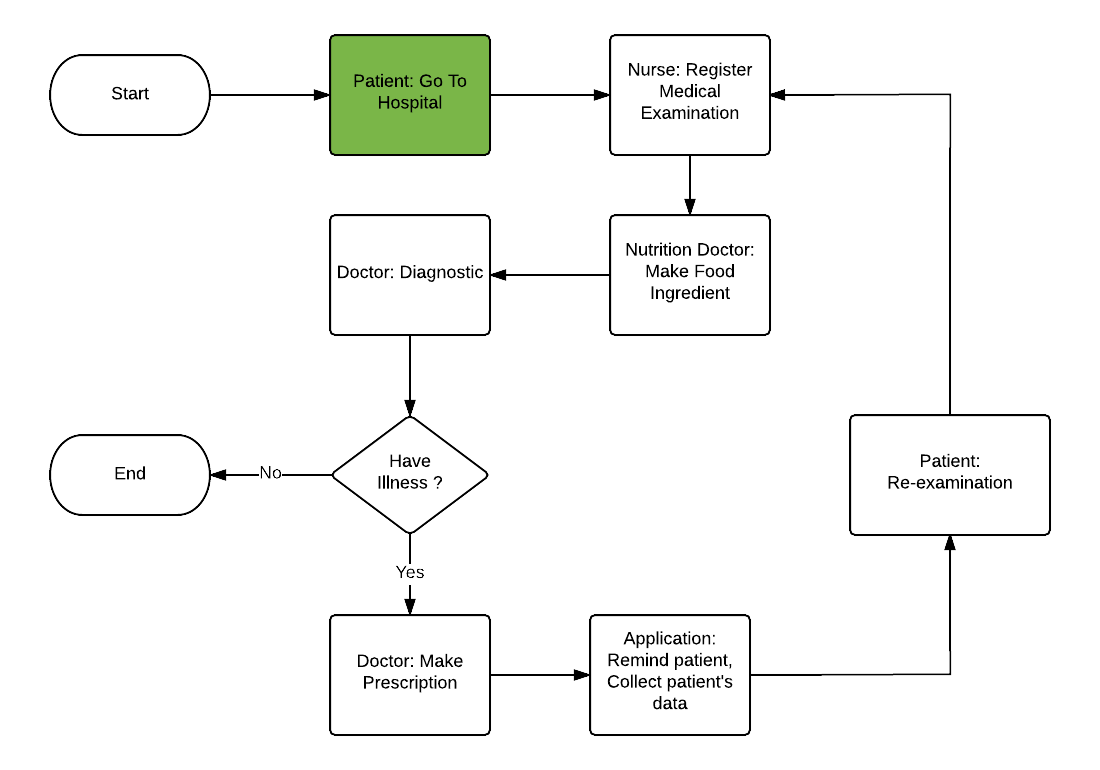 Start
Patient: Go To
Hospital
Nurse: Register
Medical
Examination
Doctor: Diagnostic
Nutrition Doctor:
Make Food
Ingredient
End
No
Have
Illness ?
Patient:
Re-examination
Yes
Doctor: Make
Prescription
Application:
Remind patient,
Collect patient's
data